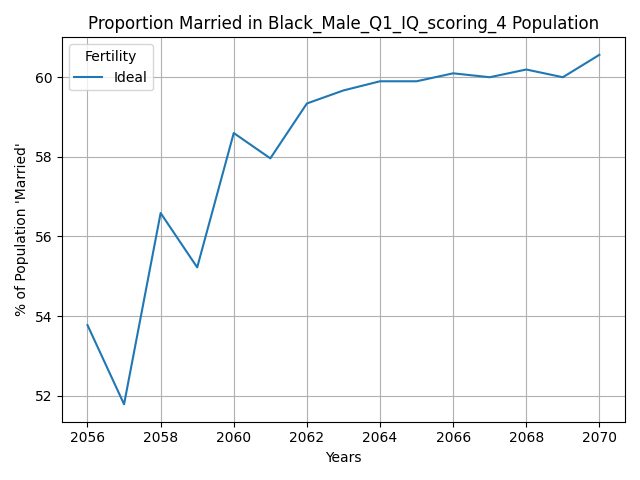 Proportion Married in Black_Male_Q1_IQ_scoring_4 Population
Fertility
Ideal
% of Population 'Married'
60
58
56
54
52
2056 2058 2060 2062 2064 2066 2068 2070
Years